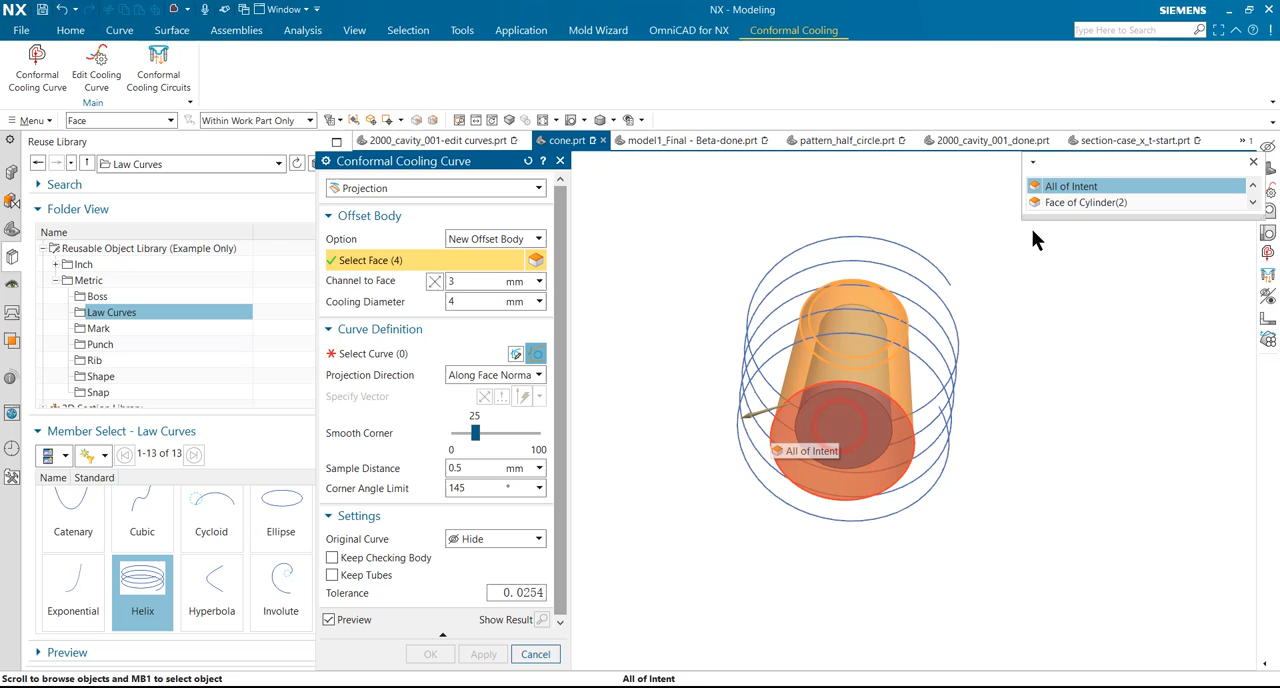 NX Window NX - Modeling SIEMENS
File Home Curve Surface Assemblies Analysis View Selection Tools Application Mold Wizard OmniCAD for NX Conformal Cooling Type Here to Search
Conformal Cooling Curve
Edit Cooling Curve
Conformal Cooling Circuits
Main
Menu Face Within Work Part Only
Reuse Library 2000_cavity_001-edit curves.prt cone.prt model1_Final - Beta-done.prt pattern_half_circle.prt 2000_cavity_001_done.prt section-case_x_t-start.prt 1
Law Curves
Search
Folder View
Name
Reusable Object Library (Example Only)
Inch
Metric
Boss
Law Curves
Mark
Punch
Rib
Shape
Snap
Member Select - Law Curves
1-13 of 13
Name Standard
Catenary Cubic Cycloid Ellipse
Exponential Helix Hyperbola Involute
Preview
Conformal Cooling Curve
Projection
Offset Body
Option New Offset Body
Select Face (4)
Channel to Face 3 mm
Cooling Diameter 4 mm
Curve Definition
Select Curve (0)
Projection Direction Along Face Norma
Specify Vector
25
Smooth Corner
0 100
Sample Distance 0.5 mm
Corner Angle Limit 145 °
Settings
Original Curve Hide
Keep Checking Body
Keep Tubes
Tolerance 0.0254
Preview Show Result
OK Apply Cancel
All of Intent
Face of Cylinder(2)
All of Intent
Scroll to browse objects and MB1 to select object All of Intent